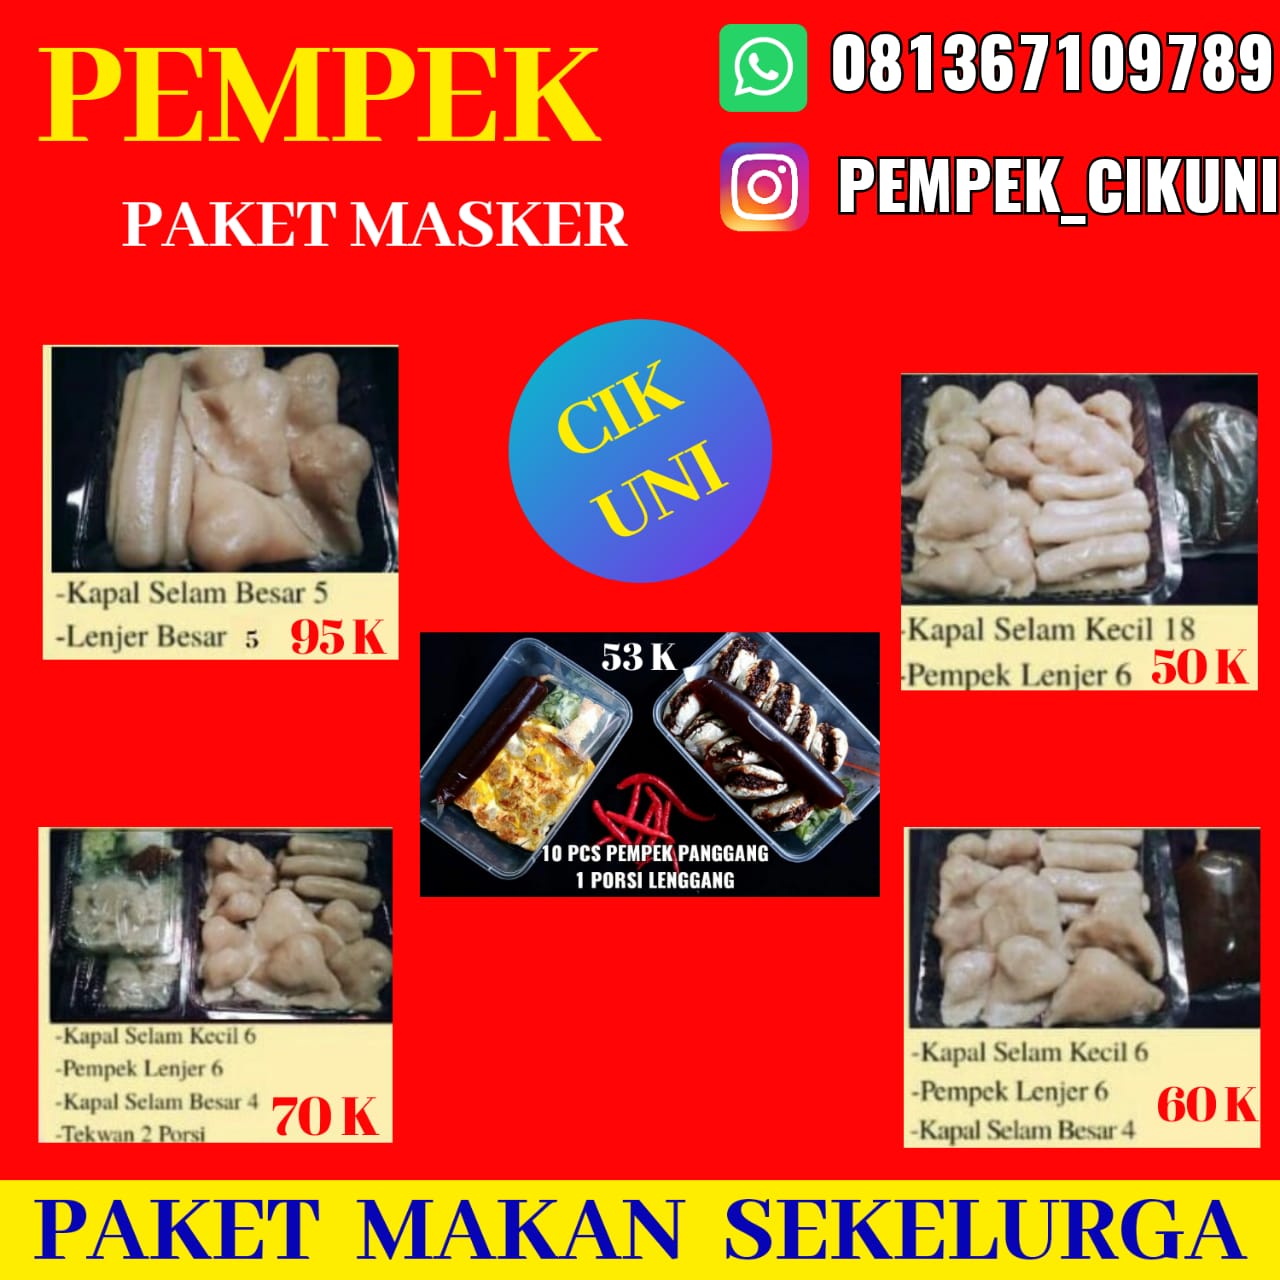 PEMPEK
PAKET MASKER
081367109789
PEMPEK_CIKUNI
CIK
UNI
-Kapal Selam Besar 5
-Lenjer Besar 5 95 K
-Kapal Selam Kecil 18
-Pempek Lenjer 6 50 K
53 K
10 PCS PEMPEK PANGGANG
1 PORSI LENGGANG
-Kapal Selam Kecil 6
-Pempek Lenjer 6
-Kapal Selam Besar 4
-Tekwan 2 Porsi
70 K
-Kapal Selam Kecil 6
-Pempek Lenjer 6
-Kapal Selam Besar 4
60 K
PAKET MAKAN SEKELURGA